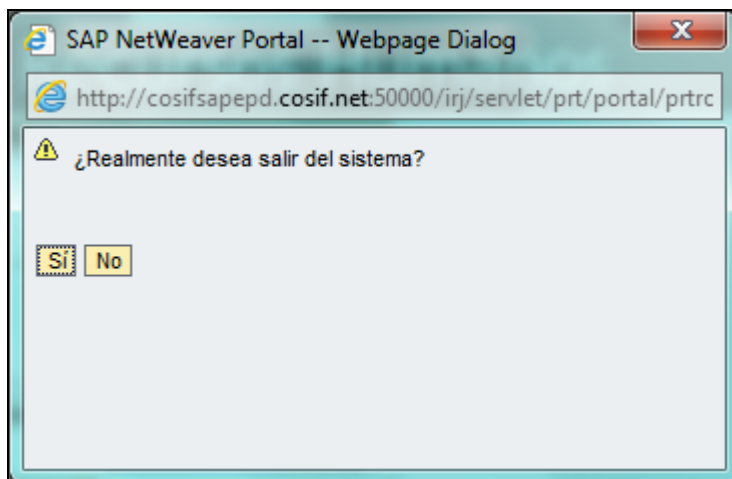 SAP NetWeaver Portal -- Webpage Dialog
http://cosifsapepd.cosif.net:50000/irj/servlet/prt/portal/prtrc
¿Realmente desea salir del sistema?
Sí No